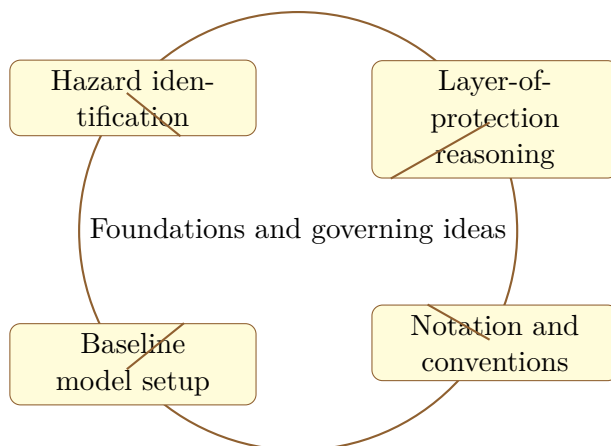 Hazard iden-
tification
Layer-of-
protection
reasoning
Foundations and governing ideas
Baseline
model setup
Notation and
conventions